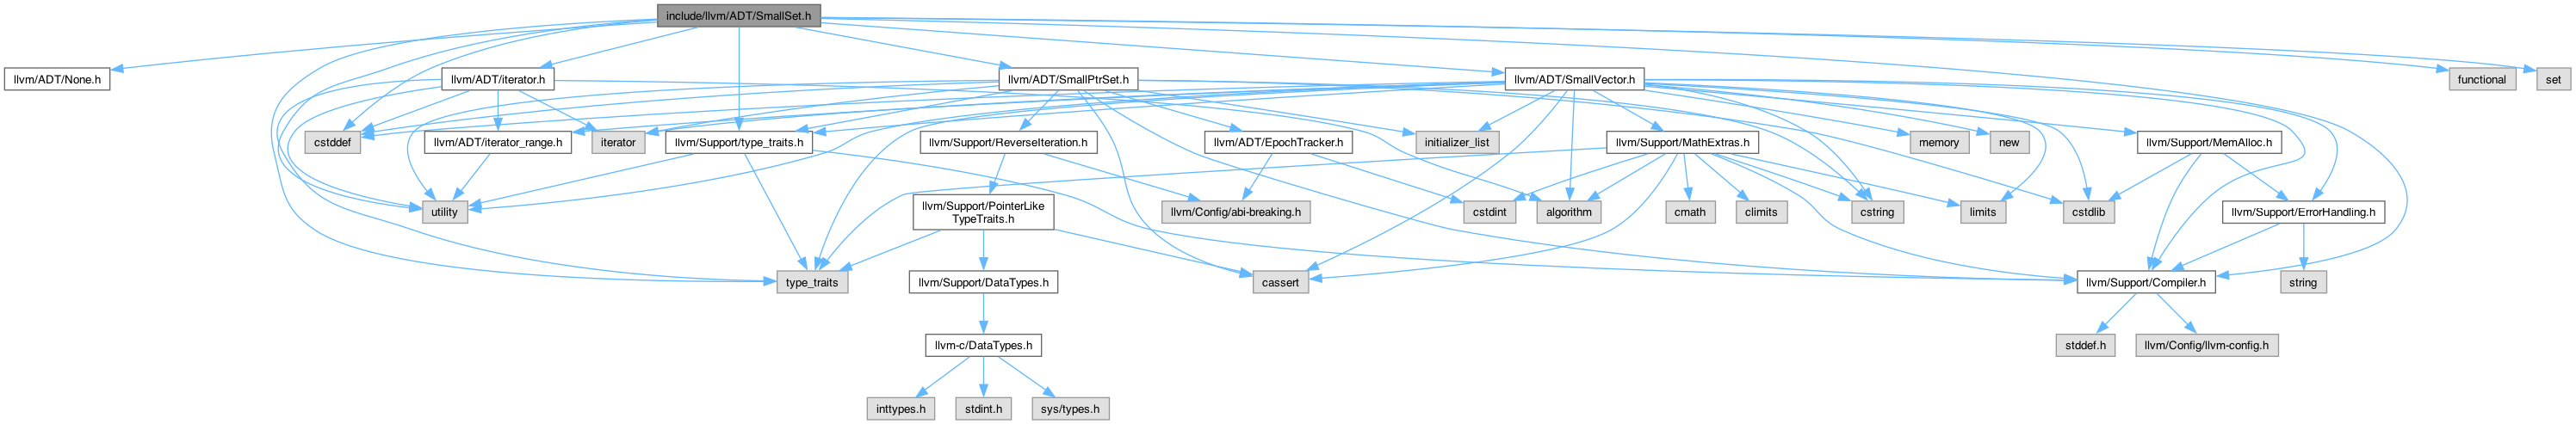 include/llvm/ADT/SmallSet.h
llvm/ADT/None.h
llvm/ADT/iterator.h
llvm/ADT/SmallPtrSet.h
llvm/ADT/SmallVector.h
functional
set
cstddef
llvm/ADT/iterator_range.h
iterator
llvm/Support/type_traits.h
llvm/Support/ReverseIteration.h
llvm/ADT/EpochTracker.h
initializer_list
llvm/Support/MathExtras.h
memory
new
llvm/Support/MemAlloc.h
utility
llvm/Support/PointerLike
TypeTraits.h
llvm/Config/abi-breaking.h
cstdint
algorithm
cmath
climits
cstring
limits
cstdlib
llvm/Support/ErrorHandling.h
type_traits
llvm/Support/DataTypes.h
cassert
llvm/Support/Compiler.h
string
llvm-c/DataTypes.h
stddef.h
llvm/Config/llvm-config.h
inttypes.h
stdint.h
sys/types.h